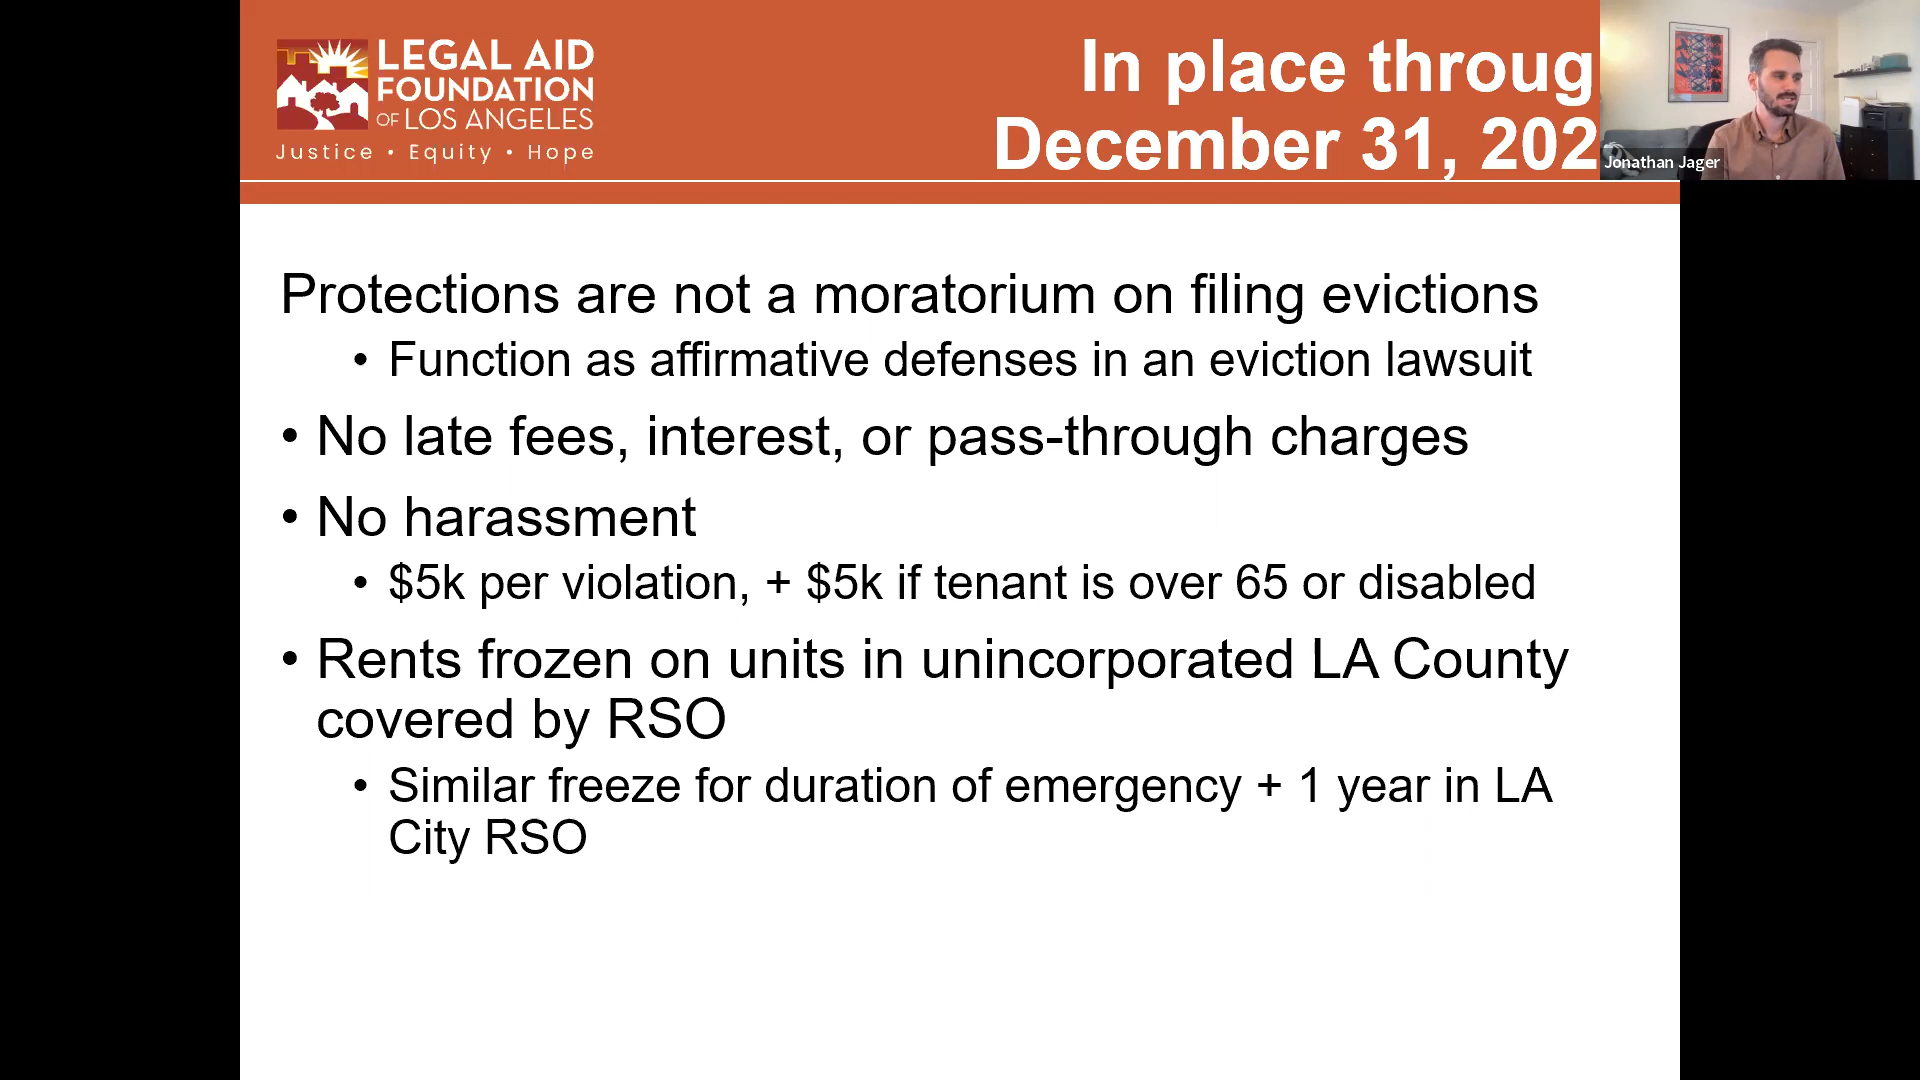 LEGAL AID
FOUNDATION
OF LOS ANGELES
Justice • Equity • Hope
In place throug
December 31, 202
Jonathan Jager
Protections are not a moratorium on filing evictions
• Function as affirmative defenses in an eviction lawsuit
• No late fees, interest, or pass-through charges
• No harassment
• $5k per violation, + $5k if tenant is over 65 or disabled
• Rents frozen on units in unincorporated LA County
covered by RSO
• Similar freeze for duration of emergency + 1 year in LA
City RSO